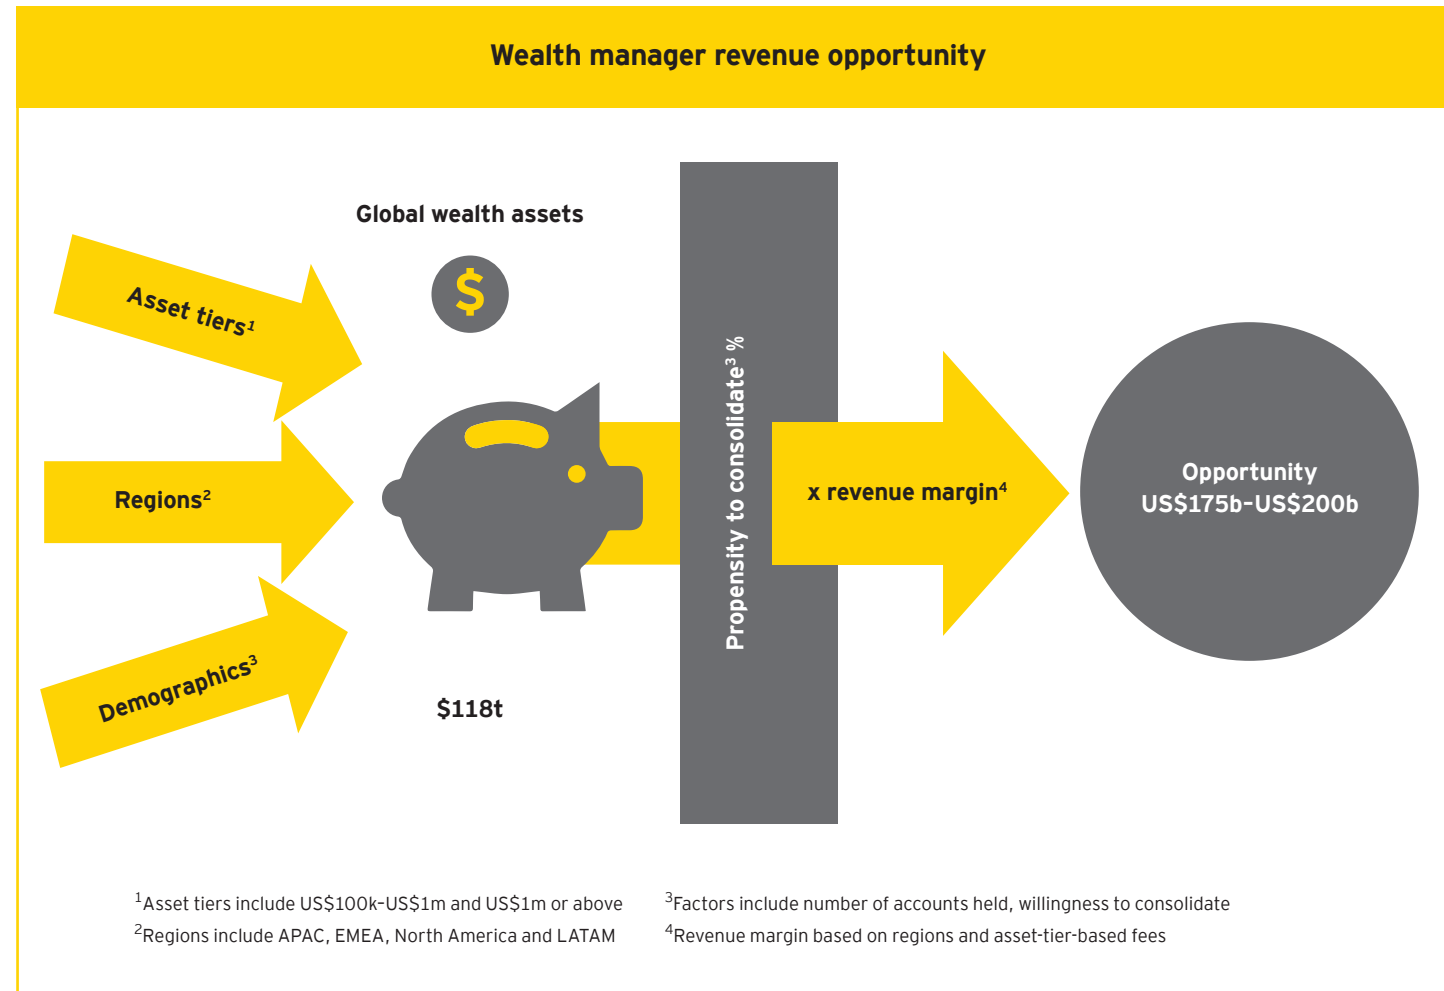 Wealth manager revenue opportunity
Global wealth assets
$
Asset tiers¹
Regions²
Demographics³
$118t
Propensity to consolidate³ %
x revenue margin⁴
Opportunity
US$175b–US$200b
¹Asset tiers include US$100k–US$1m and US$1m or above
²Regions include APAC, EMEA, North America and LATAM
³Factors include number of accounts held, willingness to consolidate
⁴Revenue margin based on regions and asset-tier-based fees